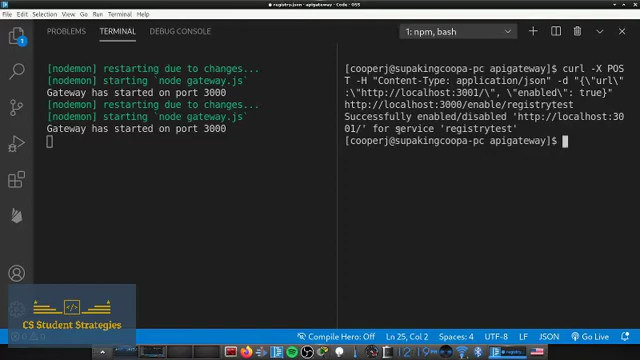 registry.json - apigateway - Code - OSS
File Edit Selection View Go Run Terminal Help
PROBLEMS TERMINAL DEBUG CONSOLE 1: npm, bash
[nodemon] restarting due to changes...
[nodemon] starting `node gateway.js`
Gateway has started on port 3000
[nodemon] restarting due to changes...
[nodemon] starting `node gateway.js`
Gateway has started on port 3000
[cooperj@supakingcoopa-pc apigateway]$ curl -X POS
T -H "Content-Type: application/json" -d "{\"url\"
:\"http://localhost:3001/\", \"enabled\": true}"
http://localhost:3000/enable/registrytest
Successfully enabled/disabled 'http://localhost:30
01/' for service 'registrytest'
[cooperj@supakingcoopa-pc apigateway]$
1
</>
CS Student Strategies
0 0 Compile Hero: Off Ln 25, Col 2 Spaces: 4 UTF-8 LF JSON Go Live